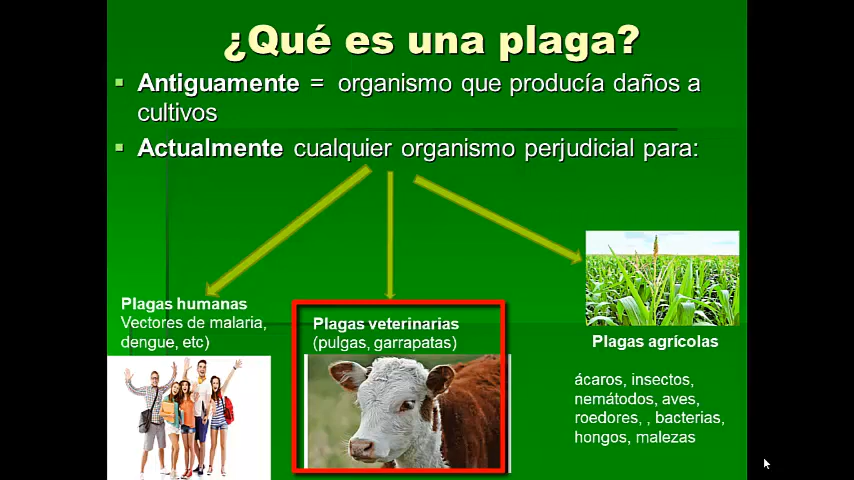 ¿Qué es una plaga?
Antiguamente = organismo que producía daños a
cultivos
Actualmente cualquier organismo perjudicial para:
Plagas humanas
Vectores de malaria,
dengue, etc)
Plagas veterinarias
(pulgas, garrapatas)
Plagas agrícolas
ácaros, insectos,
nemátodos, aves,
roedores, , bacterias,
hongos, malezas